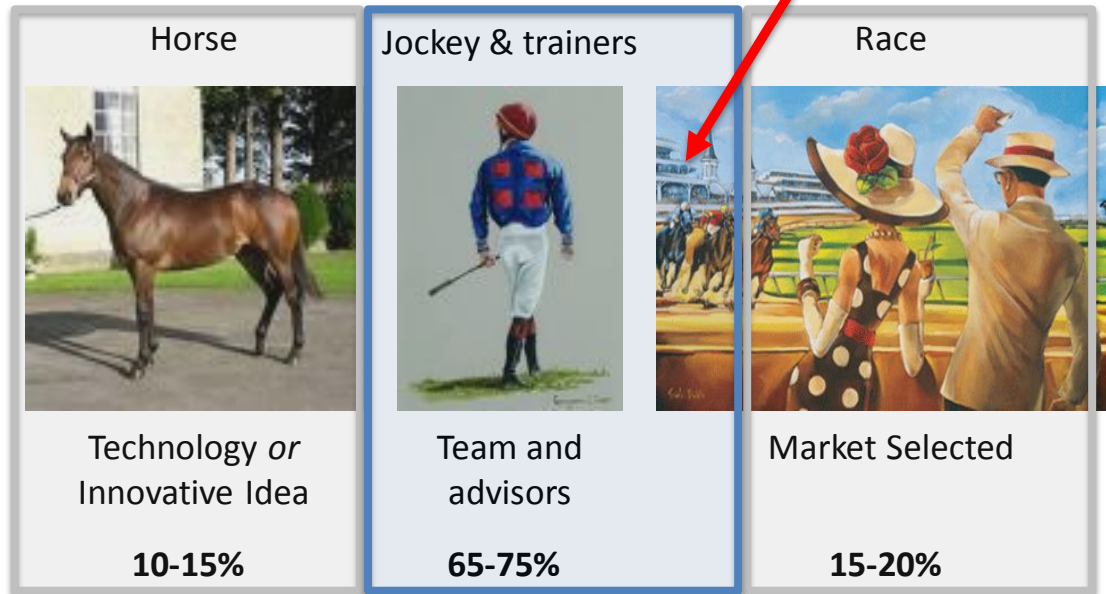 Horse
Technology or
Innovative Idea
10-15%
Jockey & trainers
Team and
advisors
65-75%
Race
Market Selected
15-20%